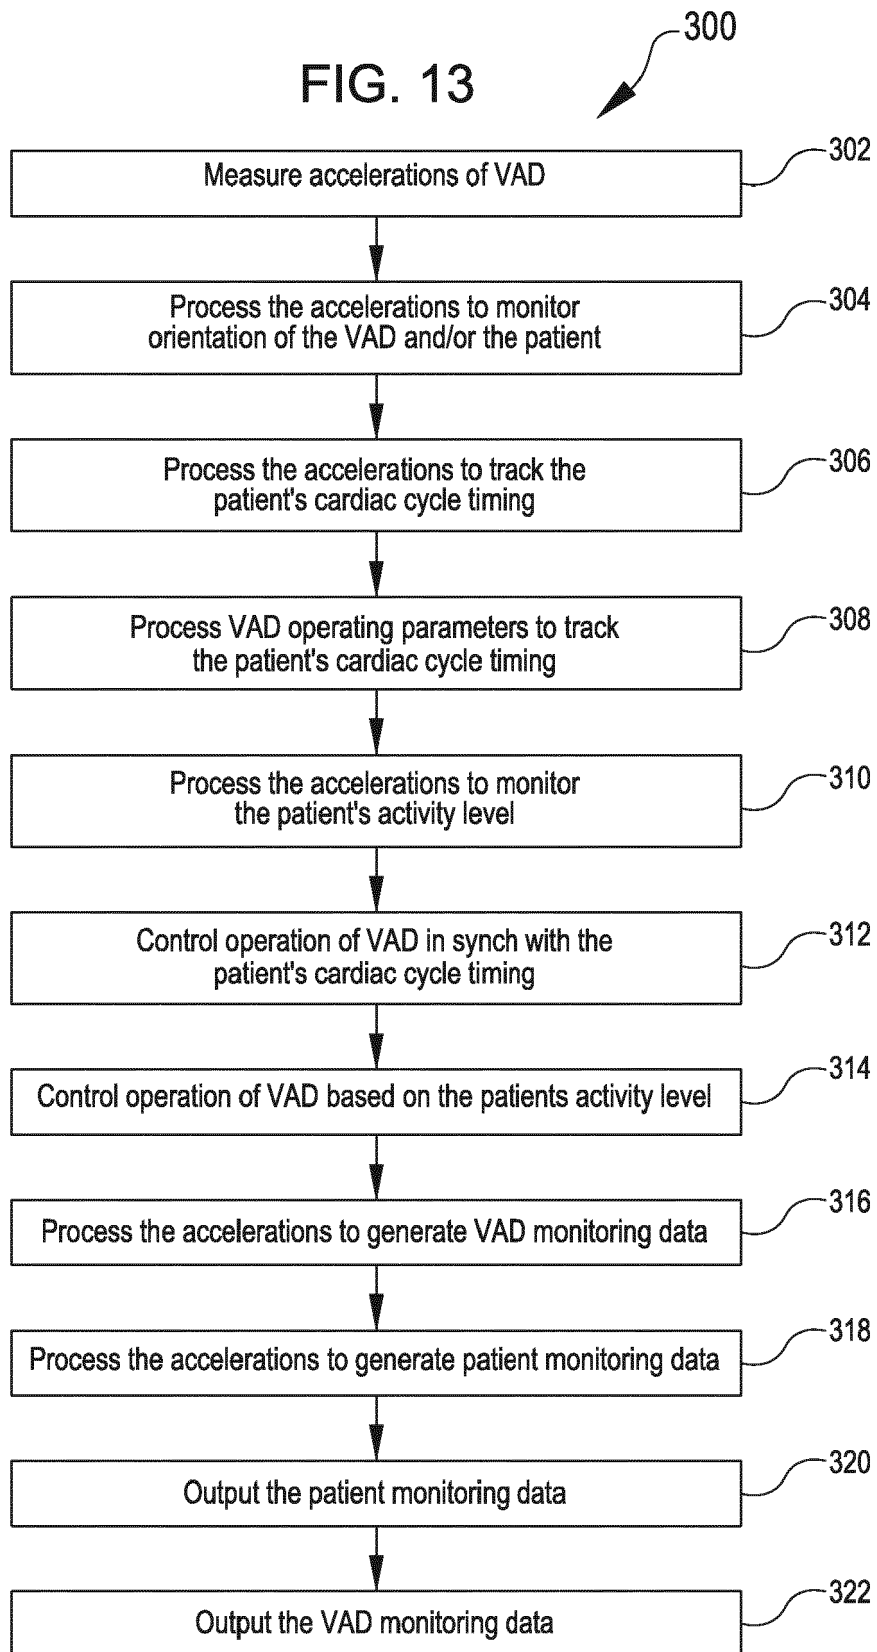 300
FIG. 13
Measure accelerations of VAD
302
Process the accelerations to monitor
orientation of the VAD and/or the patient
304
Process the accelerations to track the
patient's cardiac cycle timing
306
Process VAD operating parameters to track
the patient's cardiac cycle timing
308
Process the accelerations to monitor
the patient's activity level
310
Control operation of VAD in synch with the
patient's cardiac cycle timing
312
Control operation of VAD based on the patients activity level
314
Process the accelerations to generate VAD monitoring data
316
Process the accelerations to generate patient monitoring data
318
Output the patient monitoring data
320
Output the VAD monitoring data
322